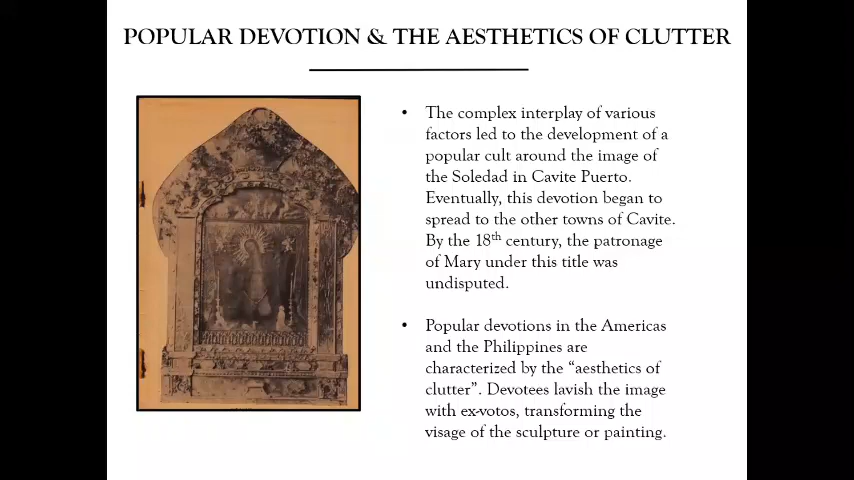 POPULAR DEVOTION & THE AESTHETICS OF CLUTTER
• The complex interplay of various
factors led to the development of a
popular cult around the image of
the Soledad in Cavite Puerto.
Eventually, this devotion began to
spread to the other towns of Cavite.
By the 18th century, the patronage
of Mary under this title was
undisputed.
• Popular devotions in the Americas
and the Philippines are
characterized by the “aesthetics of
clutter”. Devotees lavish the image
with ex-votos, transforming the
visage of the sculpture or painting.